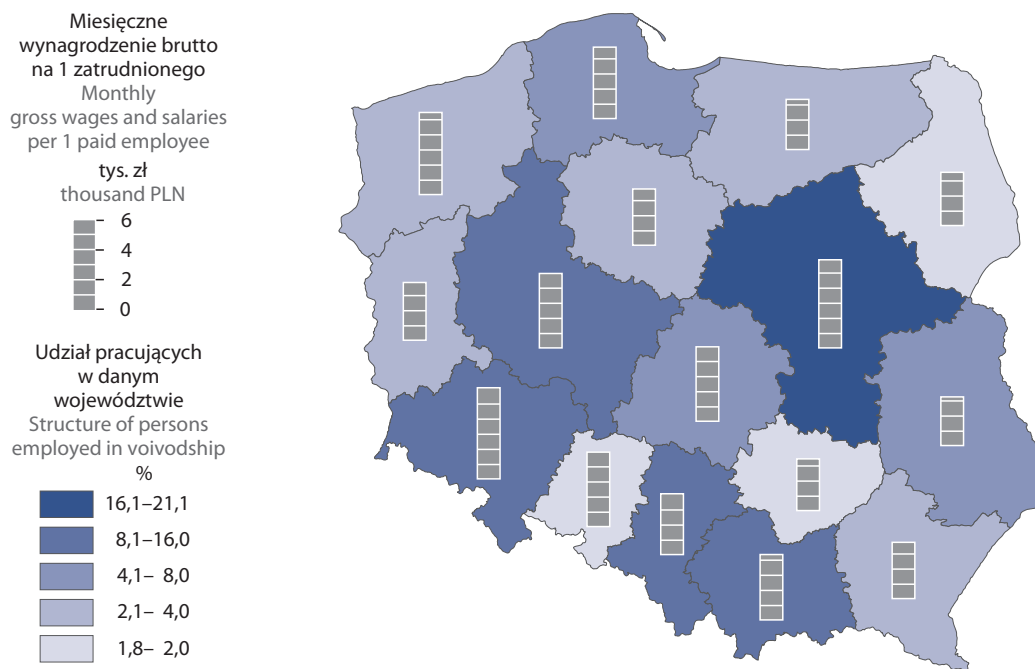 Miesięczne
wynagrodzenie brutto
na 1 zatrudnionego
Monthly
gross wages and salaries
per 1 paid employee
tys. zł
thousand PLN
6
4
2
0
Udział pracujących
w danym
województwie
Structure of persons
employed in voivodship
%
16,1–21,1
8,1–16,0
4,1– 8,0
2,1– 4,0
1,8– 2,0